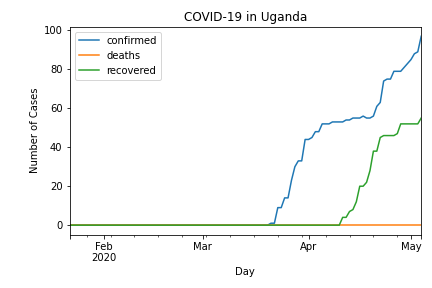 COVID-19 in Uganda
confirmed
deaths
recovered
Number of Cases
100
80
60
40
20
0
Feb
2020
Mar
Apr
May
Day